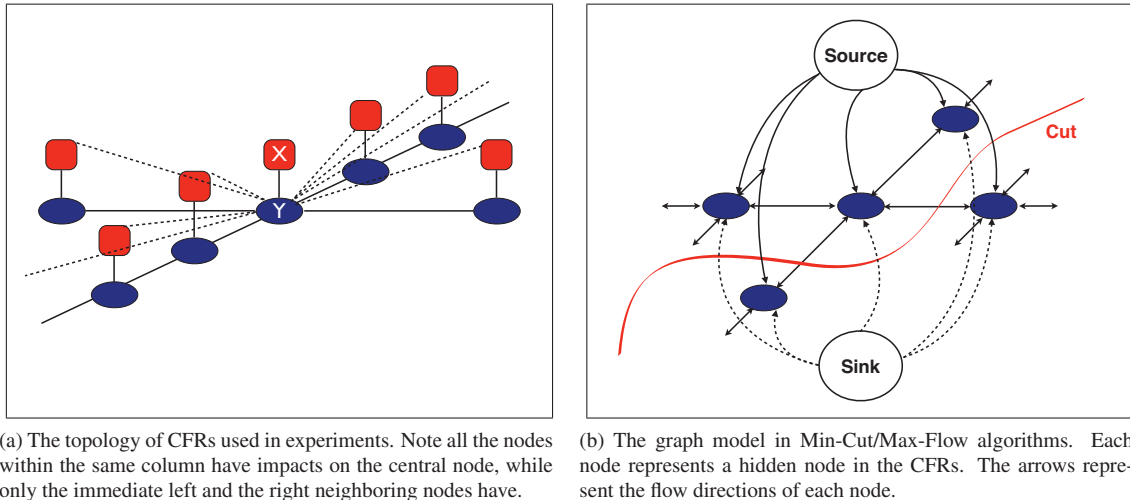 X
Y
Source
Cut
Sink
(a) The topology of CFRs used in experiments. Note all the nodes
within the same column have impacts on the central node, while
only the immediate left and the right neighboring nodes have.
(b) The graph model in Min-Cut/Max-Flow algorithms. Each
node represents a hidden node in the CFRs. The arrows repre-
sent the flow directions of each node.